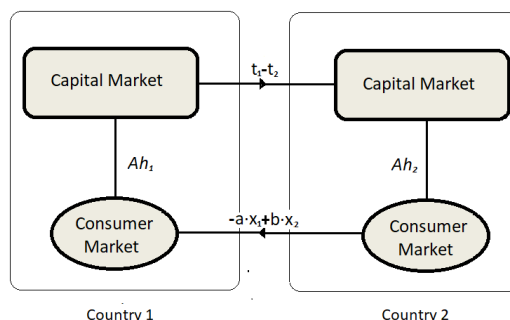 t₁-t₂
Capital Market
Capital Market
Ah₁
Ah₂
-a·x₁+b·x₂
Consumer
Market
Consumer
Market
Country 1
Country 2